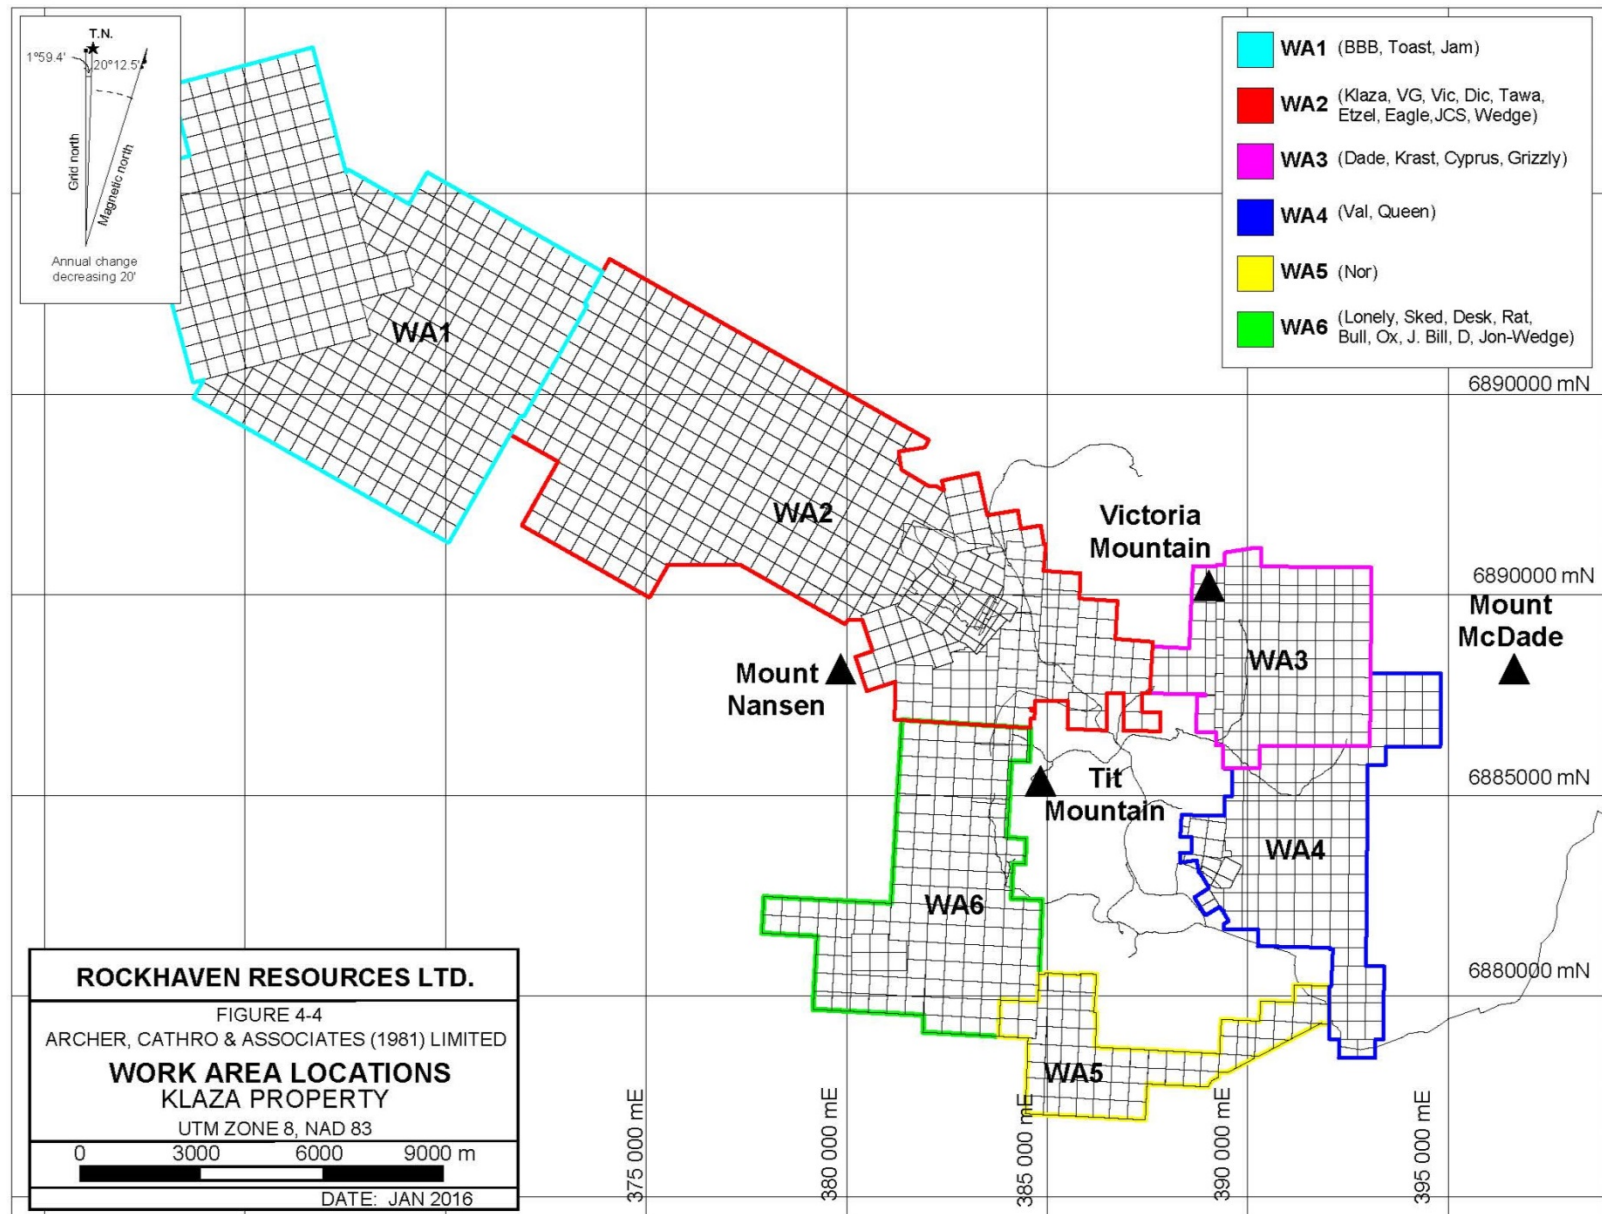 T.N.
1°59.4'
20°12.5'
Grid north
Magnetic north
Annual change
decreasing 20'
WA1 (BBB, Toast, Jam)
WA2 (Klaza, VG, Vic, Dic, Tawa,
Etzel, Eagle,JCS, Wedge)
WA3 (Dade, Krast, Cyprus, Grizzly)
WA4 (Val, Queen)
WA5 (Nor)
WA6 (Lonely, Sked, Desk, Rat,
Bull, Ox, J. Bill, D, Jon-Wedge)
WA1
6890000 mN
WA2
Victoria
Mountain
6890000 mN
Mount
McDade
WA3
Mount
Nansen
Tit
Mountain
6885000 mN
WA4
WA6
6880000 mN
WA5
375 000 mE
380 000 mE
385 000 mE
390 000 mE
395 000 mE
ROCKHAVEN RESOURCES LTD.
FIGURE 4-4
ARCHER, CATHRO & ASSOCIATES (1981) LIMITED
WORK AREA LOCATIONS
KLAZA PROPERTY
UTM ZONE 8, NAD 83
0 3000 6000 9000 m
DATE: JAN 2016